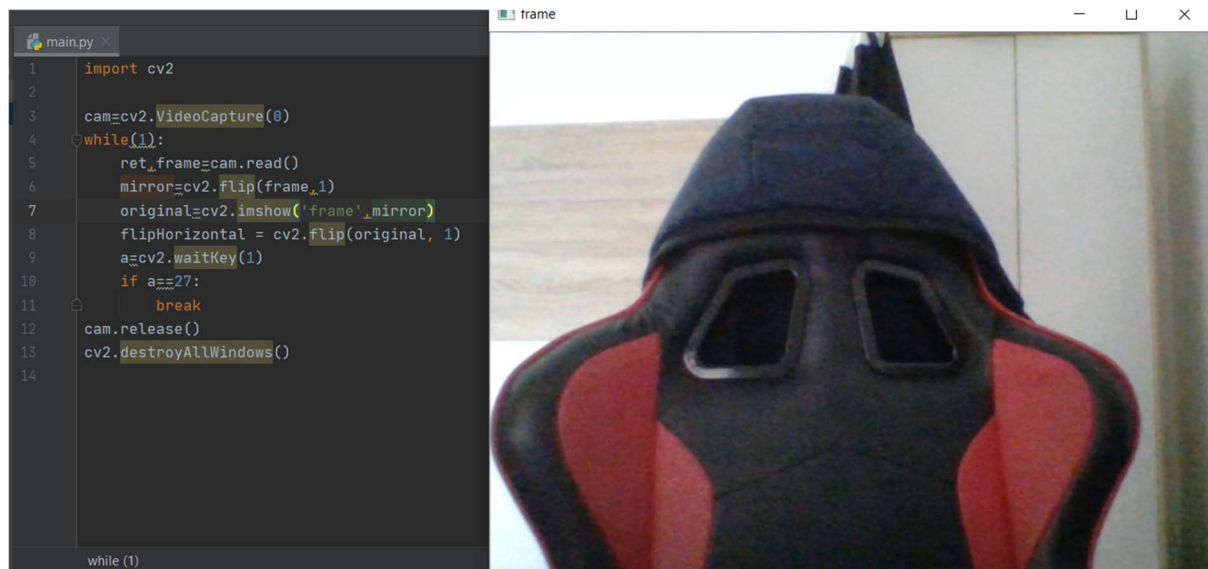 main.py
1 import cv2
2
3 cam=cv2.VideoCapture(0)
4 while(1):
5 ret,frame=cam.read()
6 mirror=cv2.flip(frame,1)
7 original=cv2.imshow('frame',mirror)
8 flipHorizontal = cv2.flip(original, 1)
9 a=cv2.waitKey(1)
10 if a==27:
11 break
12 cam.release()
13 cv2.destroyAllWindows()
14
while (1)
frame